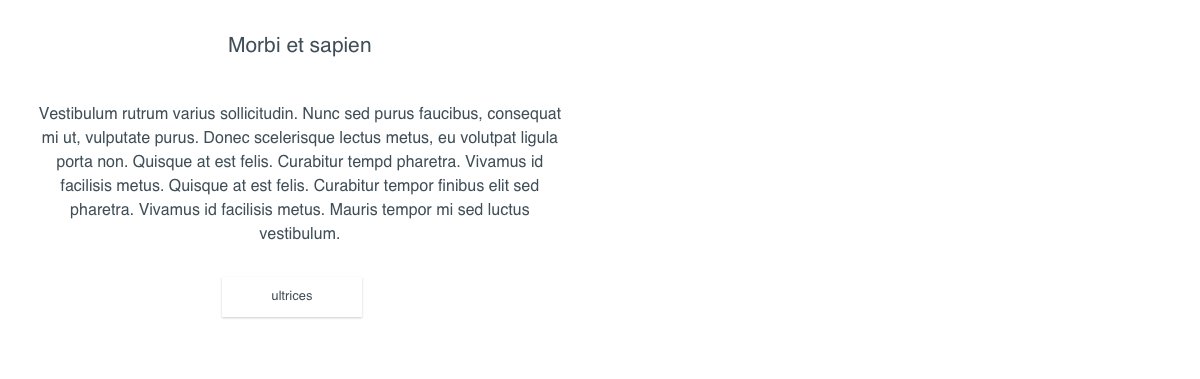 Morbi et sapien
Vestibulum rutrum varius sollicitudin. Nunc sed purus faucibus, consequat
mi ut, vulputate purus. Donec scelerisque lectus metus, eu volutpat ligula
porta non. Quisque at est felis. Curabitur tempd pharetra. Vivamus id
facilisis metus. Quisque at est felis. Curabitur tempor finibus elit sed
pharetra. Vivamus id facilisis metus. Mauris tempor mi sed luctus
vestibulum.
ultrices